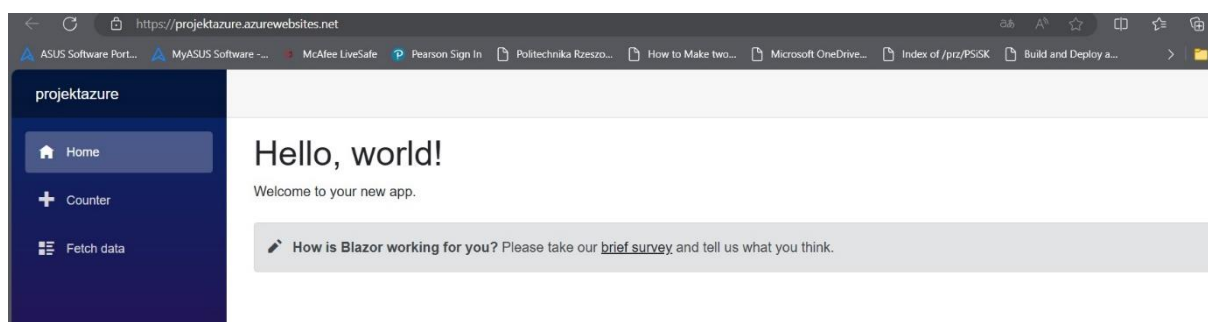 https://projektazure.azurewebsites.net
ASUS Software Port... MyASUS Software -... McAfee LiveSafe Pearson Sign In Politechnika Rzeszo... How to Make two... Microsoft OneDrive... Index of /prz/PSiSK Build and Deploy a...
projektazure
Home
Hello, world!
Welcome to your new app.
Counter
Fetch data
How is Blazor working for you? Please take our brief survey and tell us what you think.